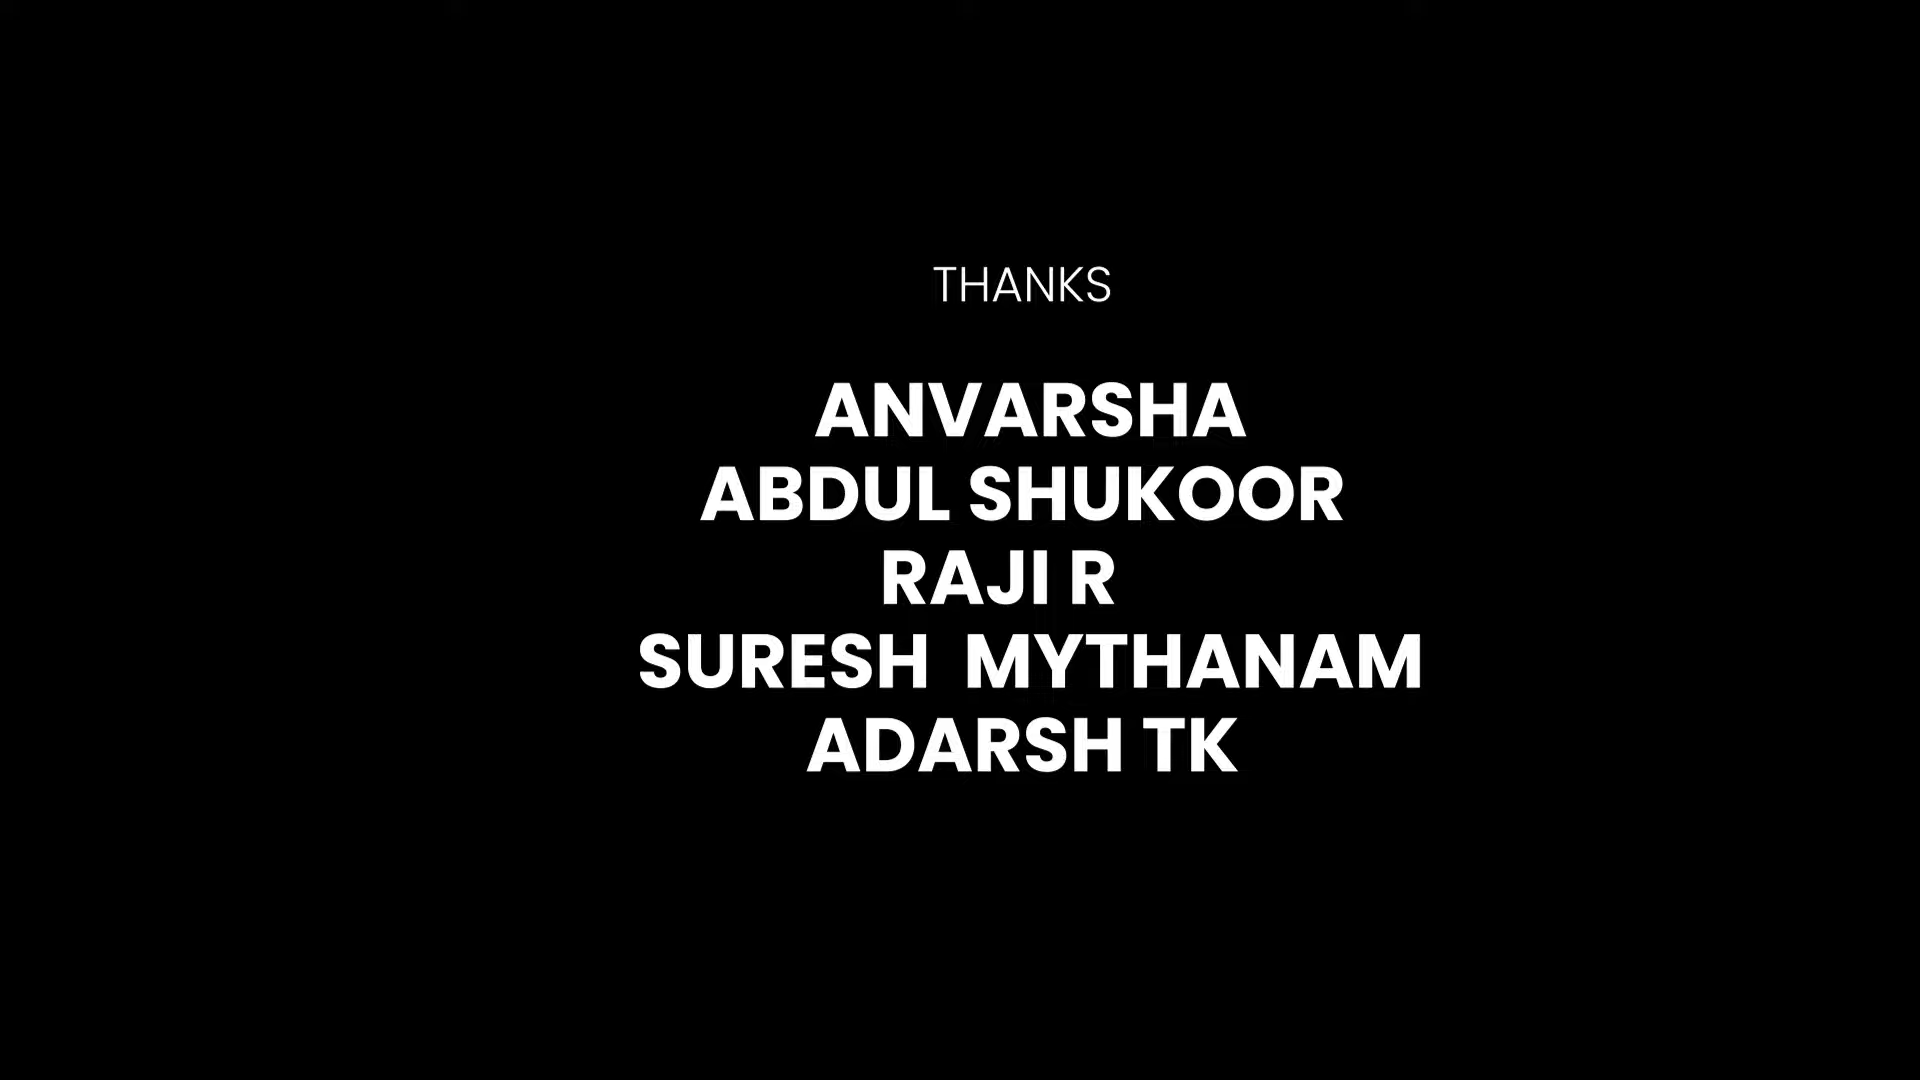 THANKS
ANVARSHA
ABDUL SHUKOOR
RAJI R
SURESH  MYTHANAM
ADARSH TK